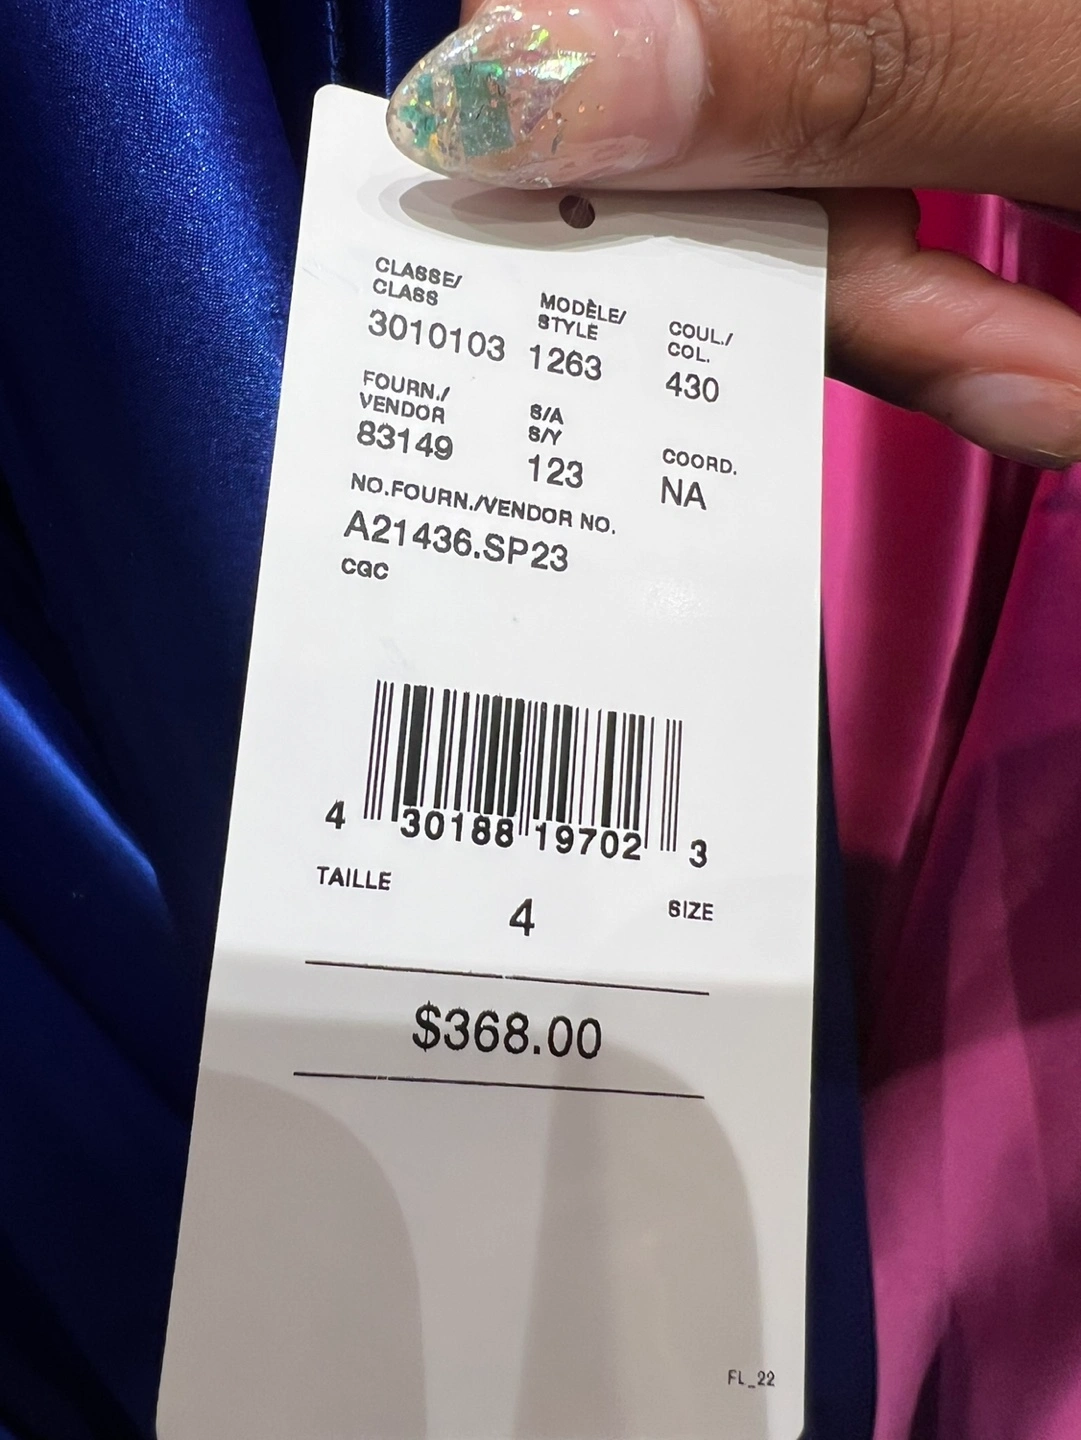 CLASSE/ MODÈLE/ COUL./
CLASS STYLE COL.
3010103 1263 430
FOURN./ S/A
VENDOR S/Y COORD.
83149 123 NA
NO.FOURN./VENDOR NO.
A21436.SP23
CGC
4 30188 19702 3
TAILLE 4 SIZE
$368.00
FL_22